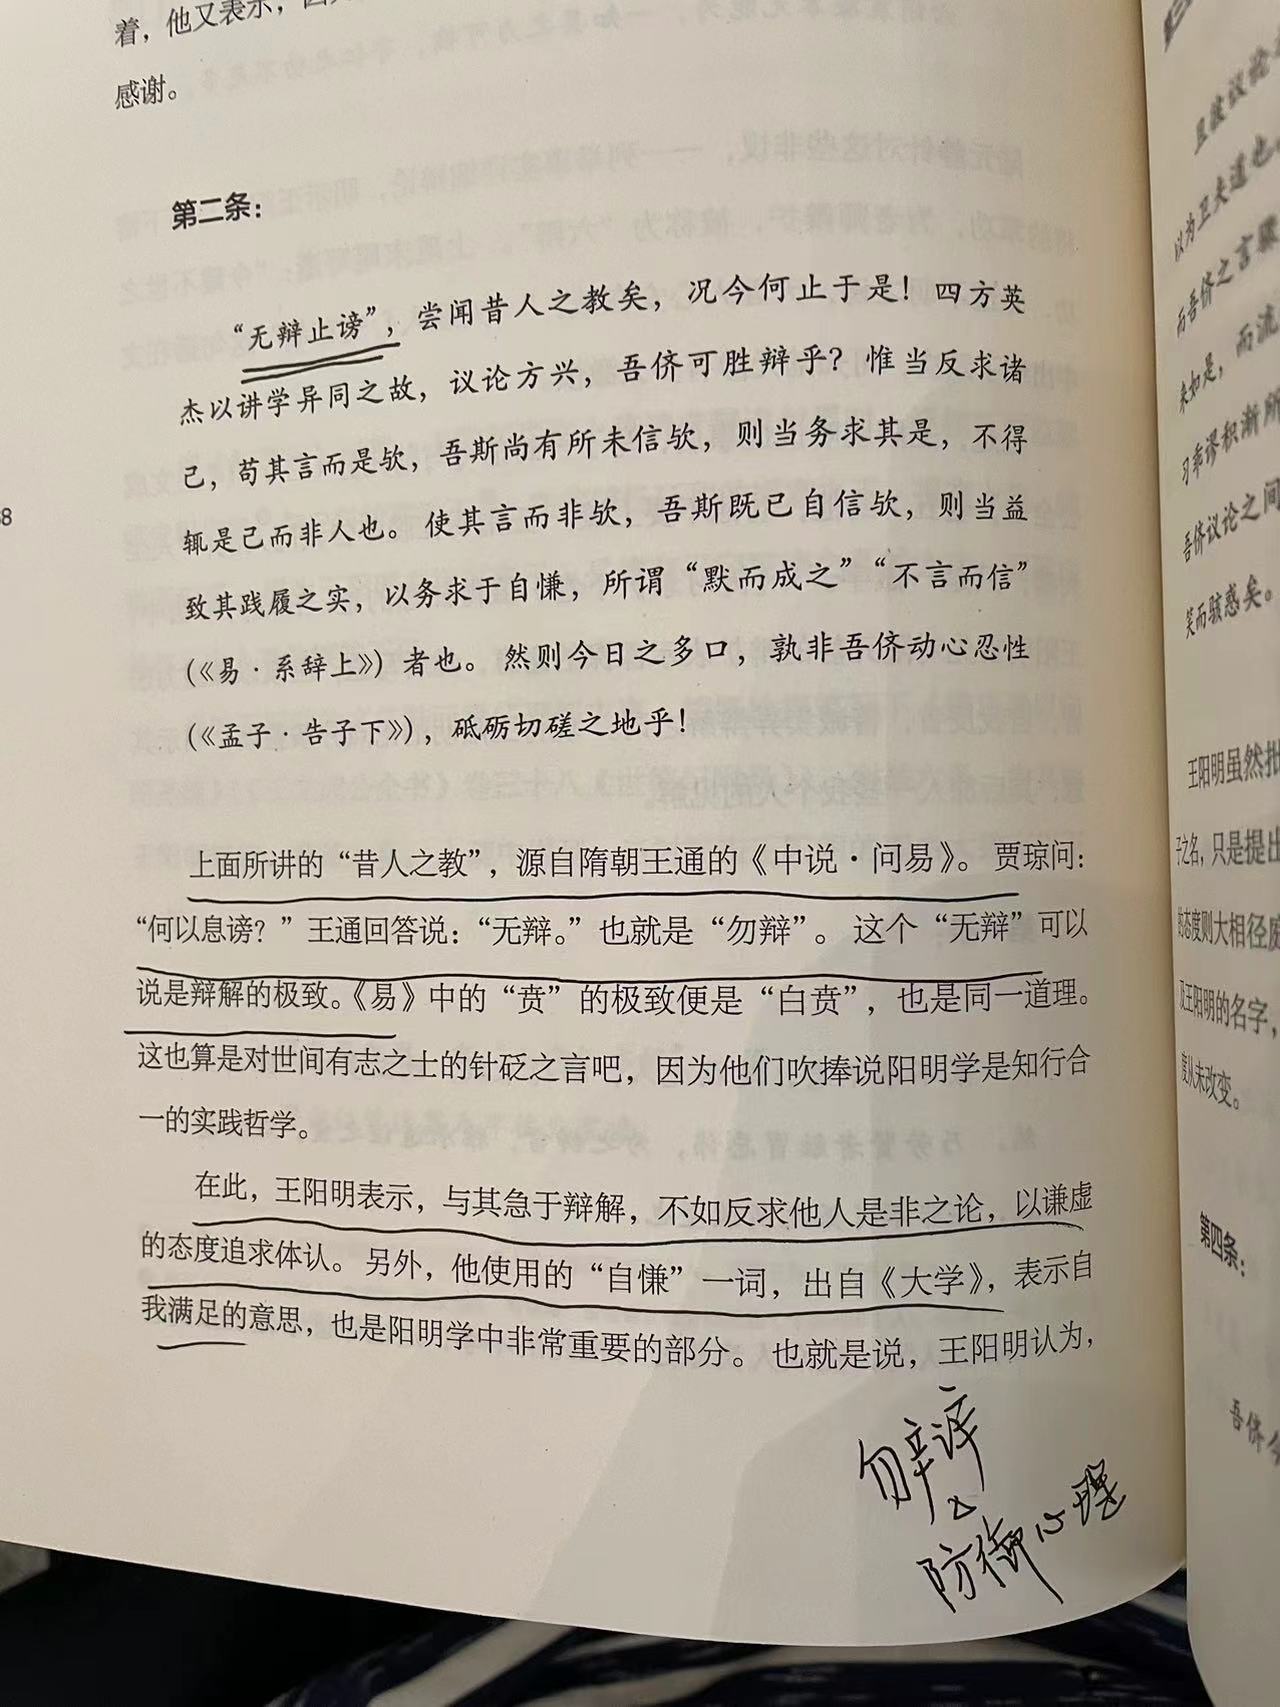 着，他又表示，
感谢。
第二条：
“无辩止谤”，尝闻昔人之教矣，况今何止于是！四方英
杰以讲学异同之故，议论方兴，吾侪可胜辩乎？惟当反求诸
己，苟其言而是欤，吾斯尚有所未信欤，则当务求其是，不得
辄是己而非人也。使其言而非欤，吾斯既已自信欤，则当益
致其践履之实，以务求于自慊，所谓“默而成之”“不言而信”
（《易·系辞上》）者也。然则今日之多口，孰非吾侪动心忍性
（《孟子·告子下》），砥砺切磋之地乎！
上面所讲的“昔人之教”，源自隋朝王通的《中说·问易》。贾琼问：
“何以息谤？”王通回答说：“无辩。”也就是“勿辩”。这个“无辩”可以
说是辩解的极致。《易》中的“贲”的极致便是“白贲”，也是同一道理。
这也算是对世间有志之士的针砭之言吧，因为他们吹捧说阳明学是知行合
一的实践哲学。
在此，王阳明表示，与其急于辩解，不如反求他人是非之论，以谦虚
的态度追求体认。另外，他使用的“自慊”一词，出自《大学》，表示自
我满足的意思，也是阳明学中非常重要的部分。也就是说，王阳明认为，
勿辩
防御心理
8
且彼议论
以为卫夫道也
而吾侪之言骤
未如是，而流
习乖谬积渐所
吾侪议论之间
笑而骇惑矣。
王阳明虽然批
子之名，只是提出
的态度则大相径庭
及王阳明的名字，
度从未改变。
第四条：
吾侪